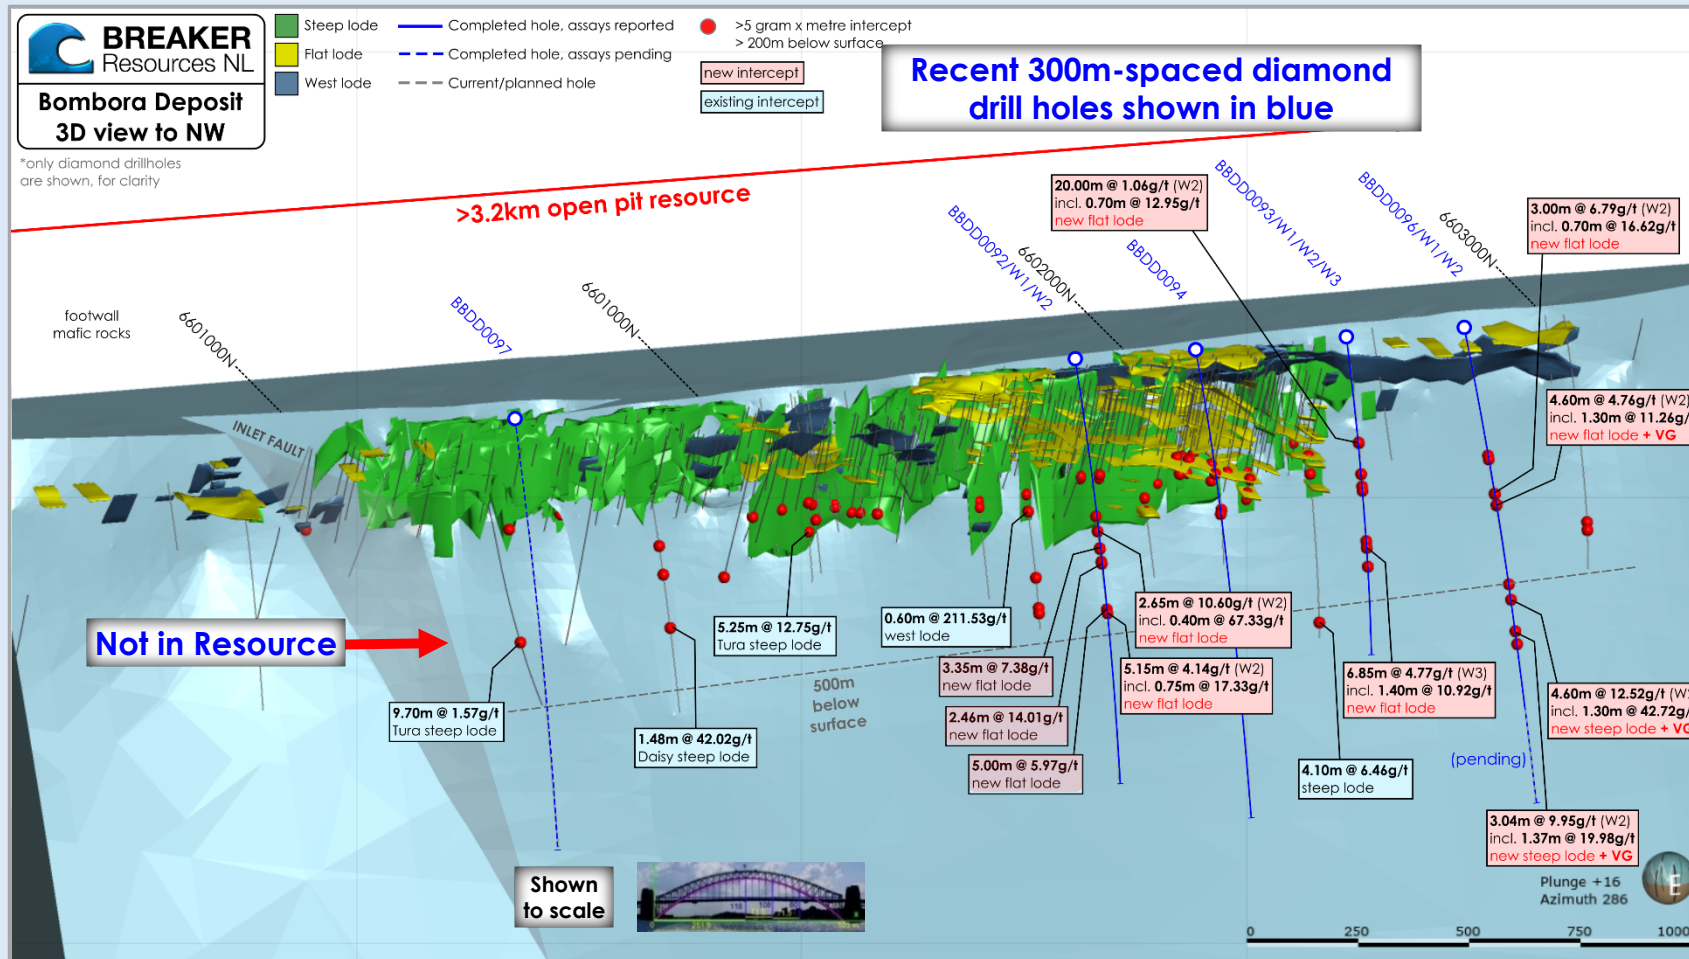 BREAKER
Resources NL
Bombora Deposit
3D view to NW
*only diamond drillholes
are shown, for clarity
Steep lode
Flat lode
West lode
Completed hole, assays reported
Completed hole, assays pending
Current/planned hole
>5 gram x metre intercept
> 200m below surface
new intercept
existing intercept
Recent 300m-spaced diamond
drill holes shown in blue
>3.2km open pit resource
footwall
mafic rocks
6601000N
BBDD0097
6601000N
BBDD0092/W1/W2
6602000N
BBDD0094
BBDD0093/W1/W2/W3
BBDD0096/W1/W2
6603000N
20.00m @ 1.06g/t (W2)
incl. 0.70m @ 12.95g/t
new flat lode
3.00m @ 6.79g/t (W2)
incl. 0.70m @ 16.62g/t
new flat lode
4.60m @ 4.76g/t (W2)
incl. 1.30m @ 11.26g/
new flat lode + VG
INLET FAULT
Not in Resource
9.70m @ 1.57g/t
Tura steep lode
1.48m @ 42.02g/t
Daisy steep lode
5.25m @ 12.75g/t
Tura steep lode
500m
below
surface
0.60m @ 211.53g/t
west lode
3.35m @ 7.38g/t
new flat lode
2.46m @ 14.01g/t
new flat lode
5.00m @ 5.97g/t
new flat lode
2.65m @ 10.60g/t (W2)
incl. 0.40m @ 67.33g/t
new flat lode
5.15m @ 4.14g/t (W2)
incl. 0.75m @ 17.33g/t
new flat lode
6.85m @ 4.77g/t (W3)
incl. 1.40m @ 10.92g/t
new flat lode
4.10m @ 6.46g/t
steep lode
4.60m @ 12.52g/t (W2
incl. 1.30m @ 42.72g/
new steep lode + VG
(pending)
3.04m @ 9.95g/t (W2)
incl. 1.37m @ 19.98g/t
new steep lode + VG
Shown
to scale
Plunge +16
Azimuth 286
E
0
250
500
750
1000